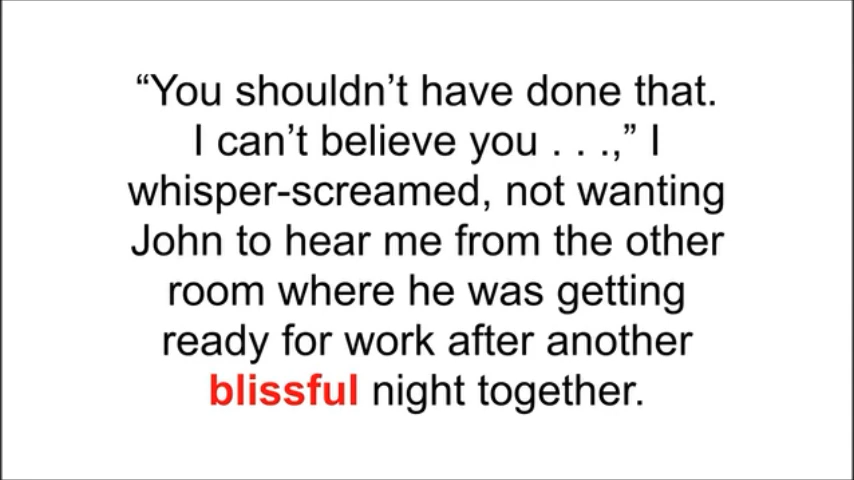 “You shouldn’t have done that.
I can’t believe you . . .,” I
whisper-screamed, not wanting
John to hear me from the other
room where he was getting
ready for work after another
blissful night together.